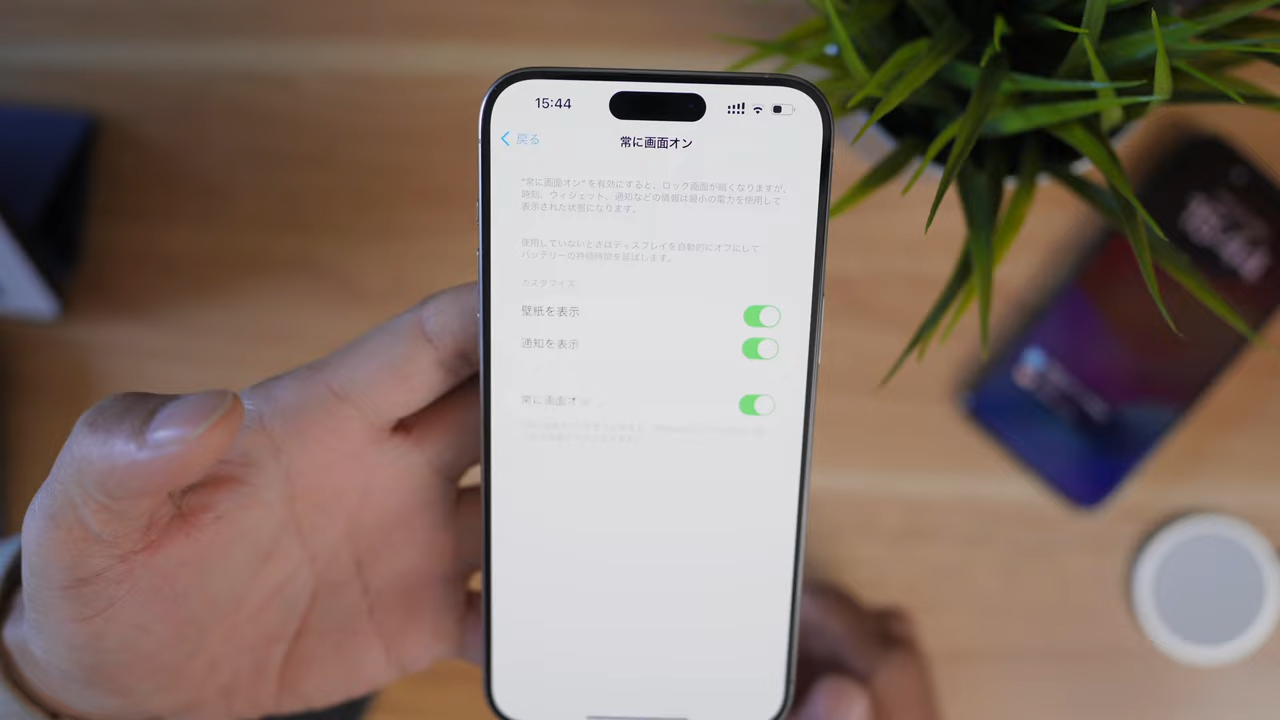 15:44
戻る
常に画面オン
“常に画面オン”を有効にすると、ロック画面が暗くなりますが、
時刻、ウィジェット、通知などの情報は最小の電力を使用して
表示された状態になります。
使用していないときはディスプレイを自動的にオフにして
バッテリーの持続時間を延ばします。
カスタマイズ
壁紙を表示
通知を表示
常に画面オ